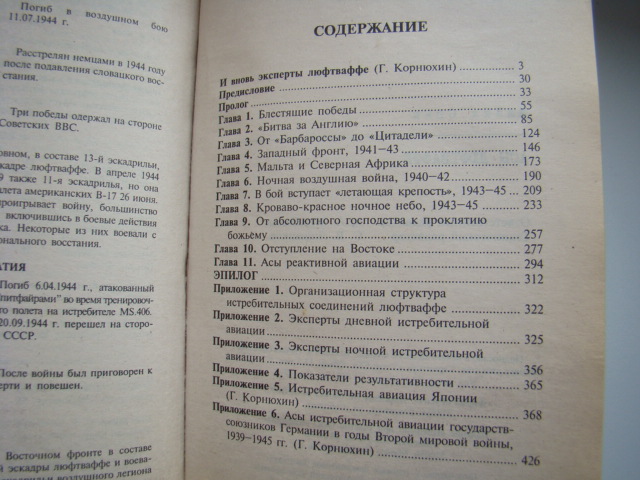 Погиб в воздушном бою
11.07.1944 г.
Расстрелян немцами в 1944 году
после подавления словацкого вос-
стания.
Три победы одержал на стороне
Советских ВВС.
в составе 13-й эскадрильи,
люфтваффе. В апреле 1944
также 11-я эскадрилья, но она
американских В-17 26 июня.
проигрывает войну, большинство
включившись в боевые действия
Некоторые из них воевали с
восстания.
Погиб 6.04.1944 г., атакованный
во время тренировоч-
полета на истребителе MS.406.
20.09.1944 г. перешел на сторо-
СССР.
После войны был приговорен к
и повешен.
Восточном фронте в составе
эскадры люфтваффе и воева-
воздушного легиона
СОДЕРЖАНИЕ
И вновь эксперты люфтваффе (Г. Корнюхин) 3
Предисловие 30
Пролог 33
Глава 1. Блестящие победы 55
Глава 2. «Битва за Англию» 85
Глава 3. От «Барбароссы» до «Цитадели» 124
Глава 4. Западный фронт, 1941—43 146
Глава 5. Мальта и Северная Африка 173
Глава 6. Ночная воздушная война, 1940—42 190
Глава 7. В бой вступает «летающая крепость», 1943—45 209
Глава 8. Кроваво-красное ночное небо, 1943—45 233
Глава 9. От абсолютного господства к проклятию
божьему 257
Глава 10. Отступление на Востоке 277
Глава 11. Асы реактивной авиации 294
ЭПИЛОГ 312
Приложение 1. Организационная структура
истребительных соединений люфтваффе 322
Приложение 2. Эксперты дневной истребительной
авиации 325
Приложение 3. Эксперты ночной истребительной
авиации 356
Приложение 4. Показатели результативности 365
Приложение 5. Истребительная авиация Японии
(Г. Корнюхин) 368
Приложение 6. Асы истребительной авиации государств-
союзников Германии в годы Второй мировой войны,
1939—1945 гг. (Г. Корнюхин) 426